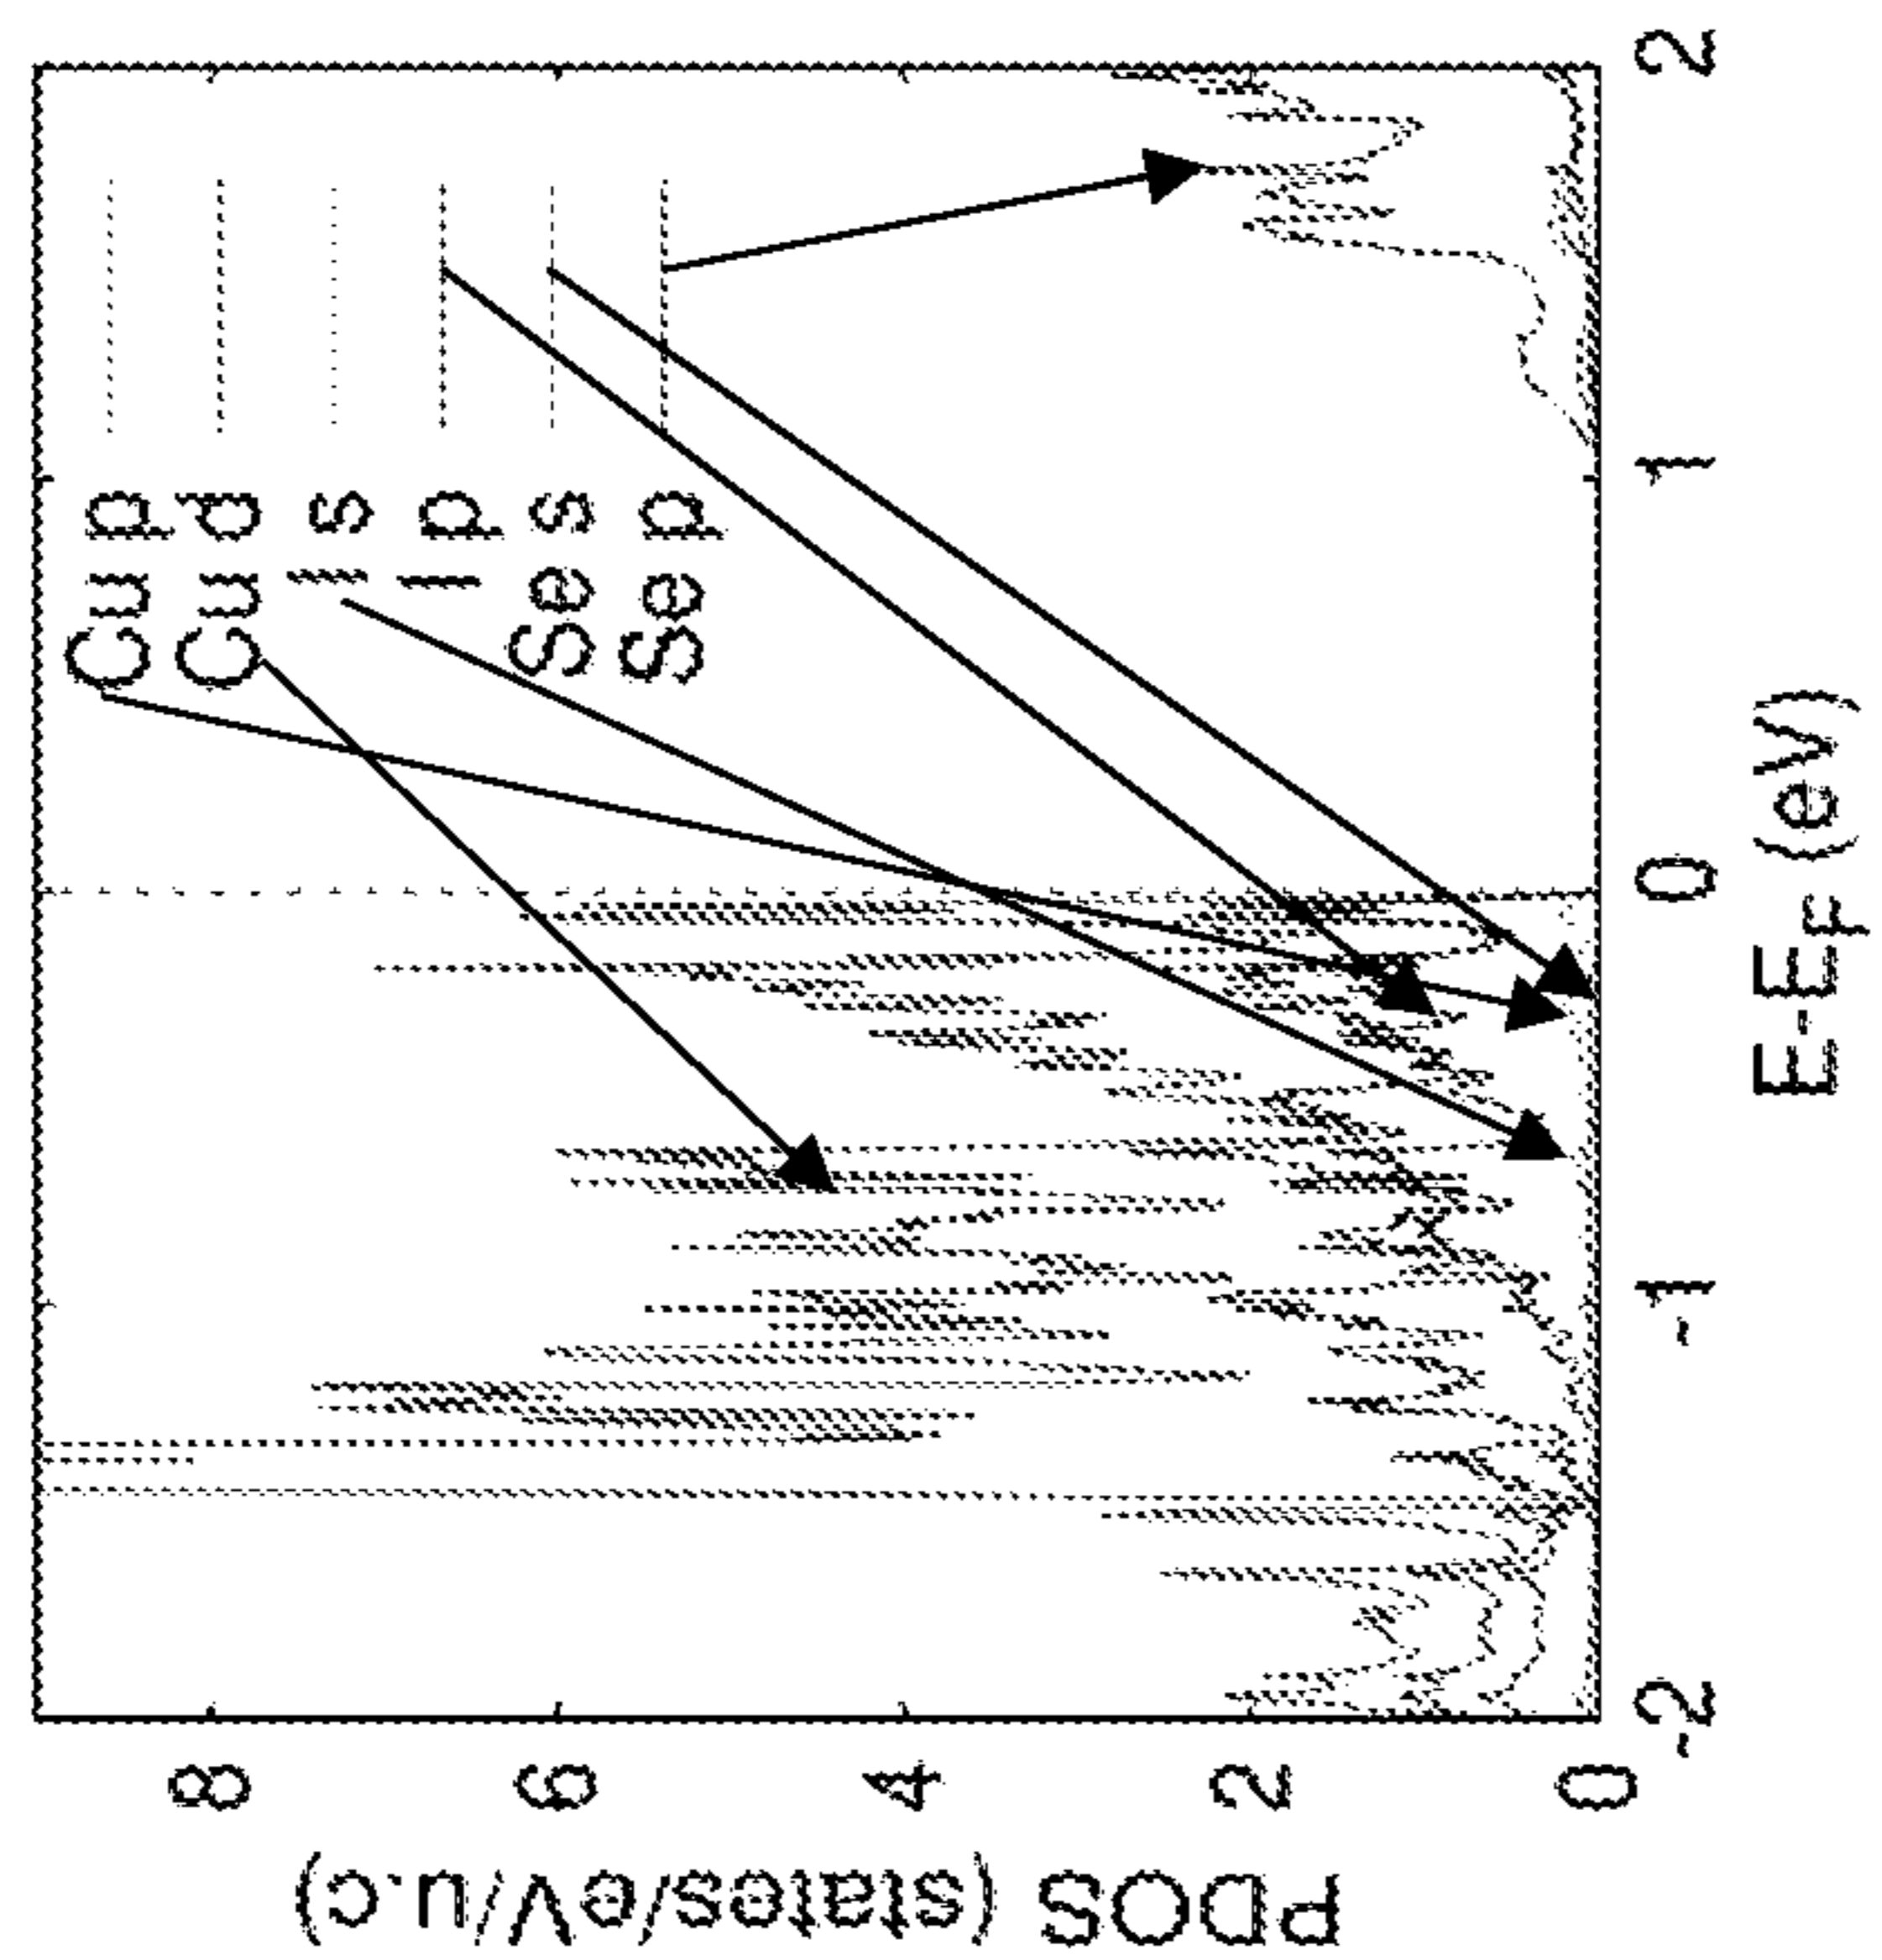 PDOS (states/eV/u.c)
8
6
4
2
0
Cu p
Cu d
I s
I p
Se s
Se p
-2
-1
0
1
2
E-E_F (eV)